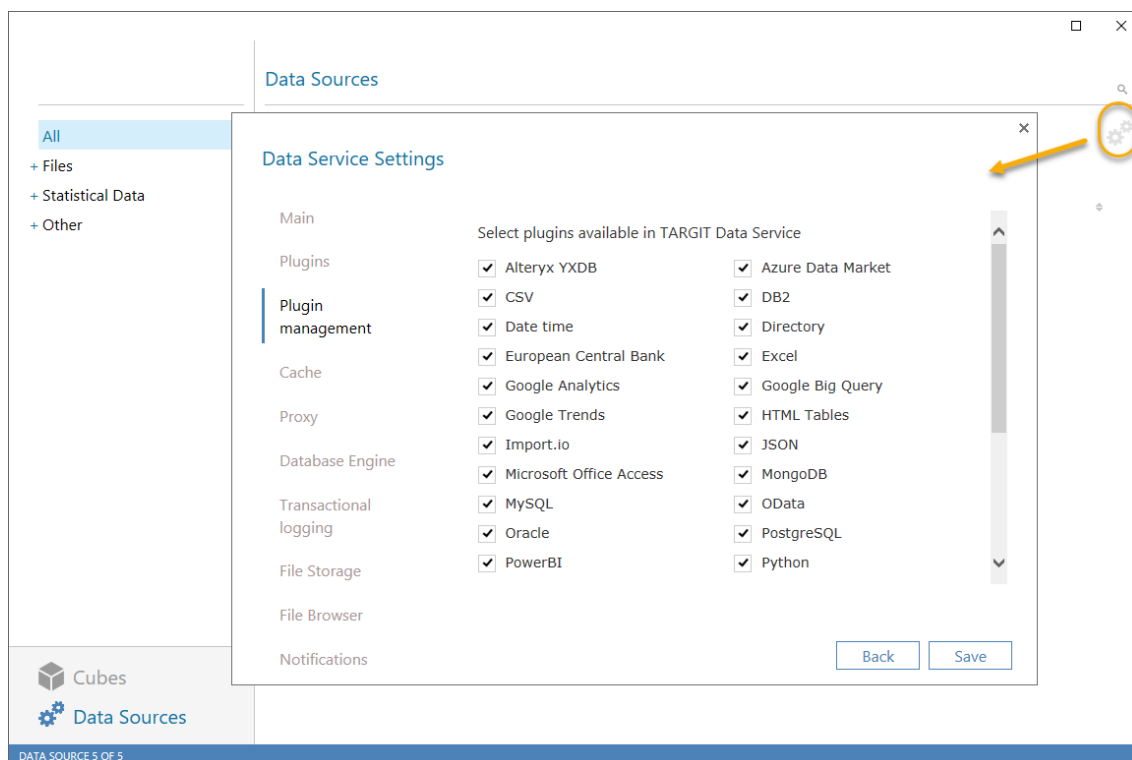 Data Sources
All
+ Files
+ Statistical Data
+ Other
Data Service Settings
Main
Plugins
Plugin
management
Cache
Proxy
Database Engine
Transactional
logging
File Storage
File Browser
Notifications
Select plugins available in TARGIT Data Service
Alteryx YXDB
Azure Data Market
CSV
DB2
Date time
Directory
European Central Bank
Excel
Google Analytics
Google Big Query
Google Trends
HTML Tables
Import.io
JSON
Microsoft Office Access
MongoDB
MySQL
OData
Oracle
PostgreSQL
PowerBI
Python
Back
Save
Cubes
Data Sources
DATA SOURCE 5 OF 5